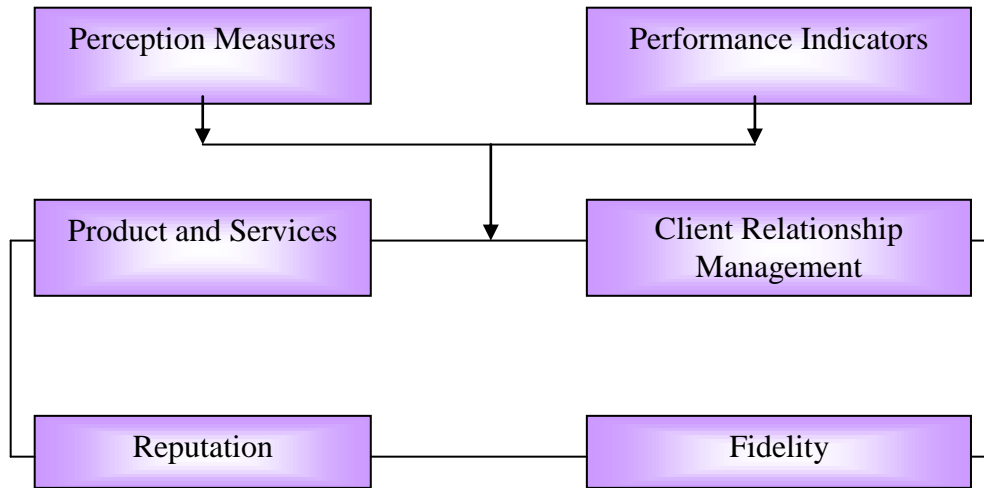 Perception Measures
Performance Indicators
Product and Services
Client Relationship
Management
Reputation
Fidelity